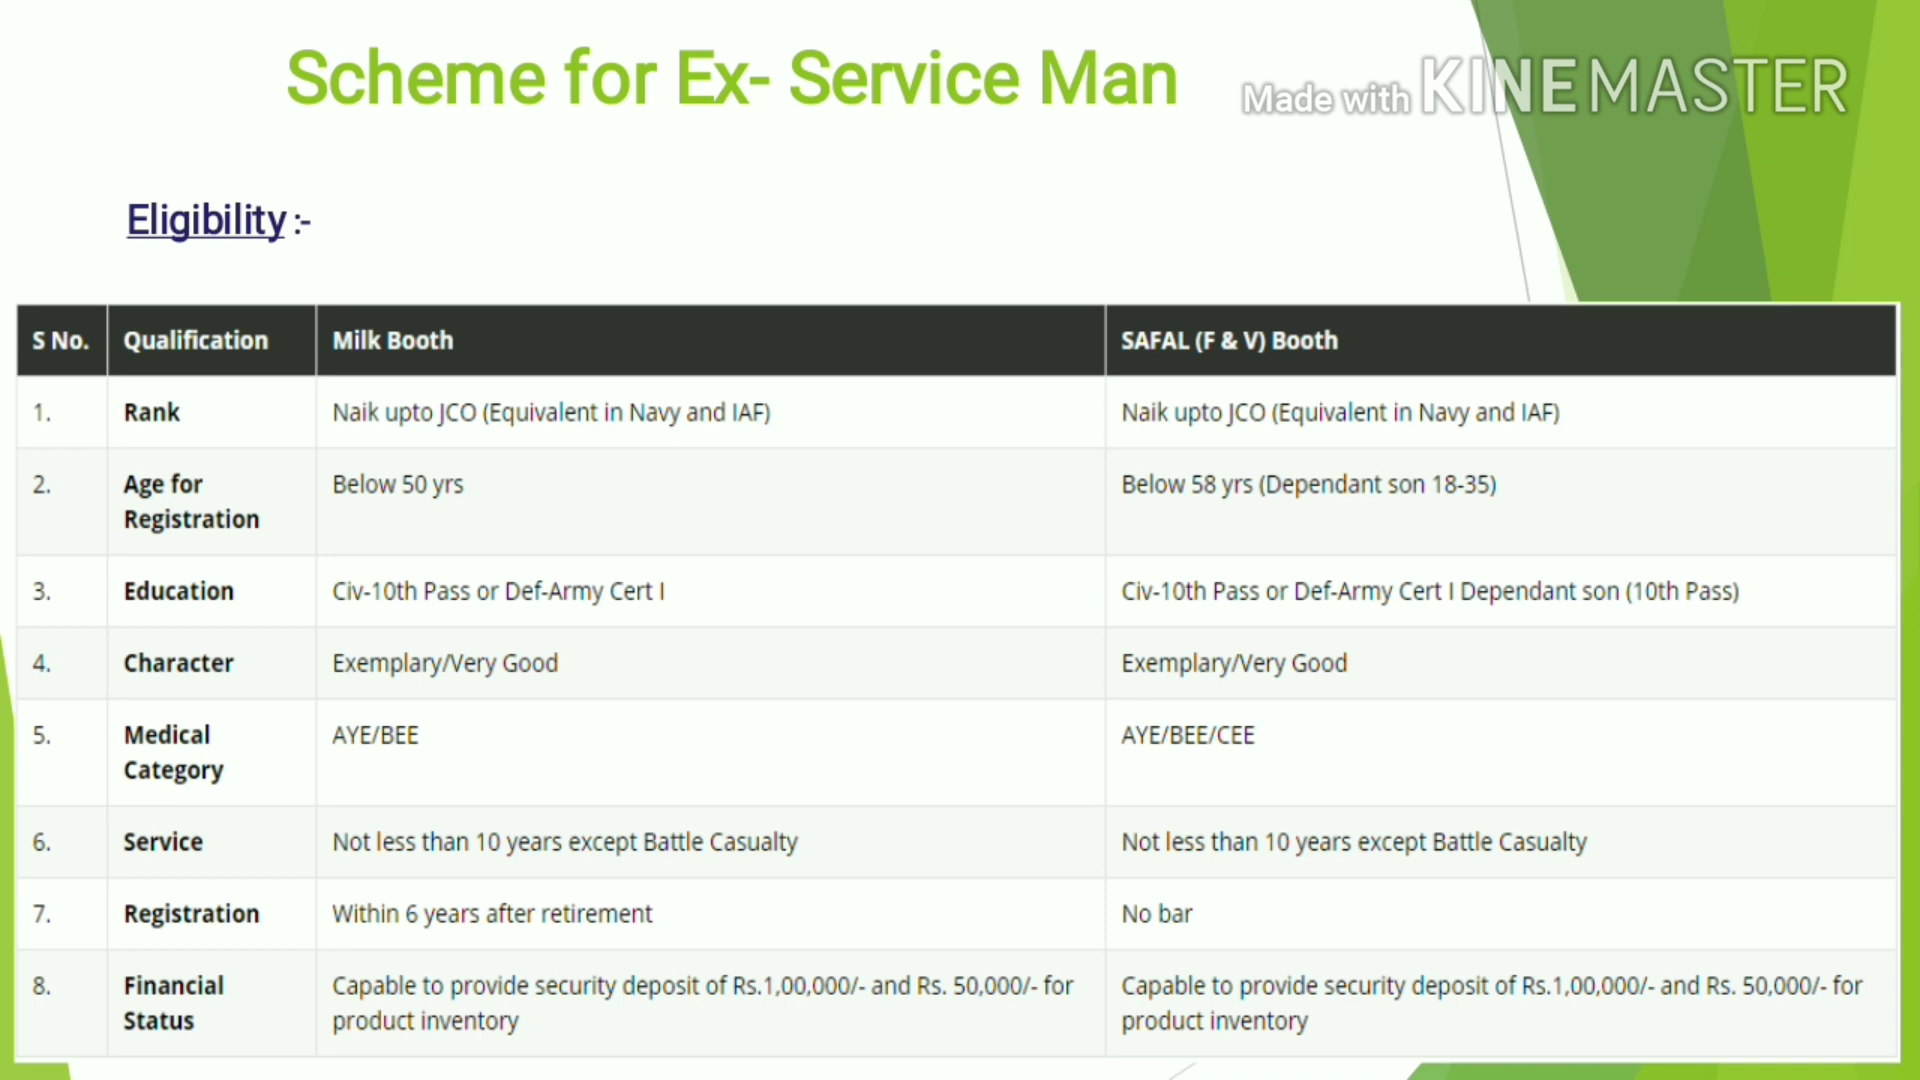 Scheme for Ex- Service Man
Made with KINEMASTER
Eligibility :-
S No. Qualification Milk Booth SAFAL (F & V) Booth
1. Rank Naik upto JCO (Equivalent in Navy and IAF) Naik upto JCO (Equivalent in Navy and IAF)
2. Age for Below 50 yrs Below 58 yrs (Dependant son 18-35)
Registration
3. Education Civ-10th Pass or Def-Army Cert I Civ-10th Pass or Def-Army Cert I Dependant son (10th Pass)
4. Character Exemplary/Very Good Exemplary/Very Good
5. Medical AYE/BEE AYE/BEE/CEE
Category
6. Service Not less than 10 years except Battle Casualty Not less than 10 years except Battle Casualty
7. Registration Within 6 years after retirement No bar
8. Financial Capable to provide security deposit of Rs.1,00,000/- and Rs. 50,000/- for Capable to provide security deposit of Rs.1,00,000/- and Rs. 50,000/- for
Status product inventory product inventory